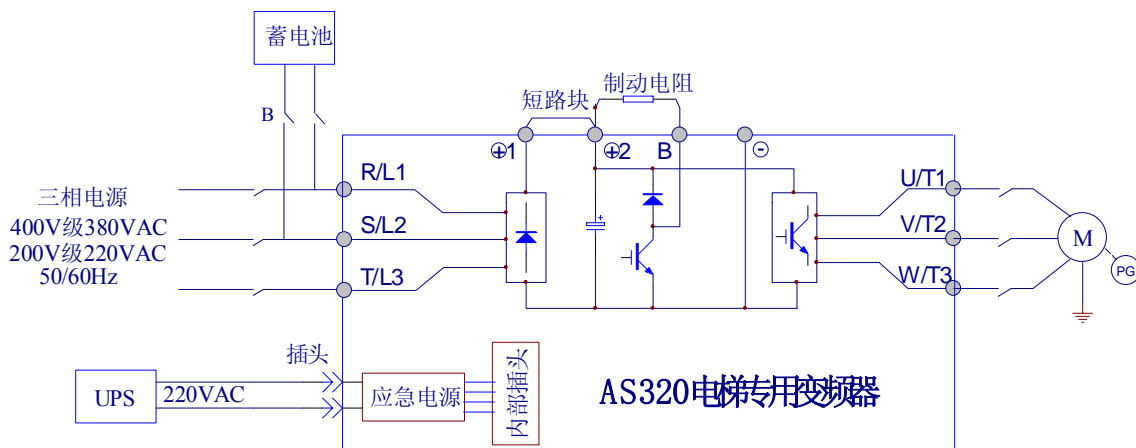 蓄电池
B
制动电阻
短路块
⊕1
⊕2
B
⊖
三相电源
400V级380VAC
200V级220VAC
50/60Hz
R/L1
S/L2
T/L3
+
U/T1
V/T2
W/T3
M
PG
插头
UPS
220VAC
应急电源
内部插头
AS320电梯专用变频器